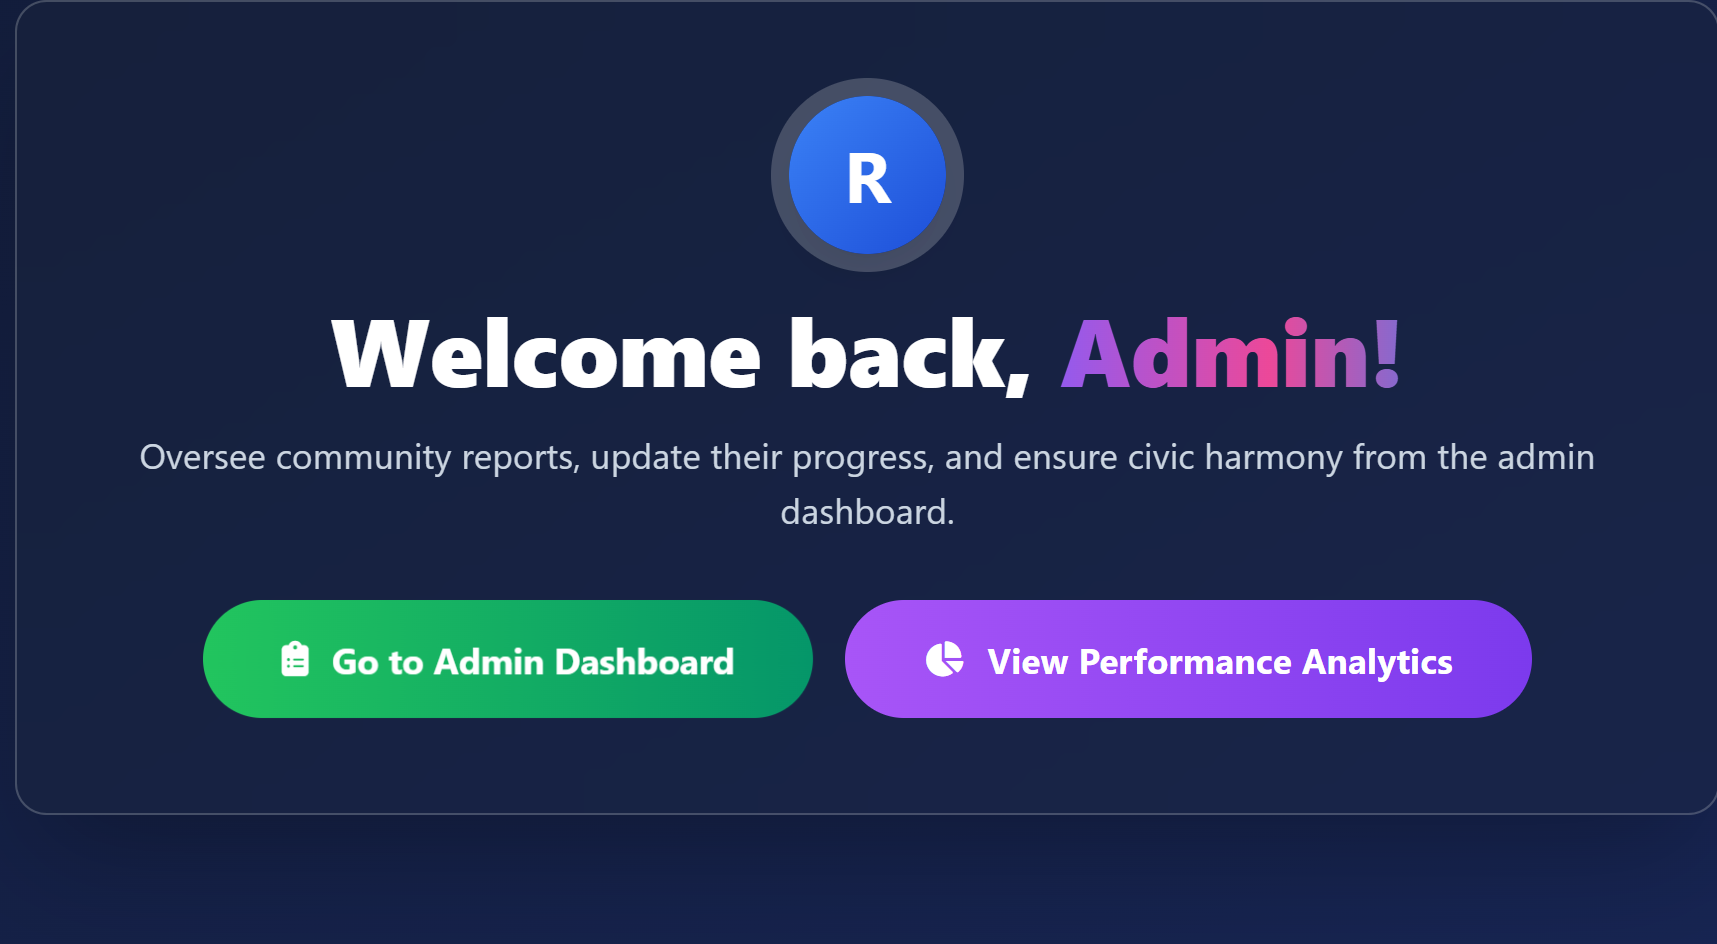 R
Welcome back, Admin!
Oversee community reports, update their progress, and ensure civic harmony from the admin
dashboard.
Go to Admin Dashboard
View Performance Analytics